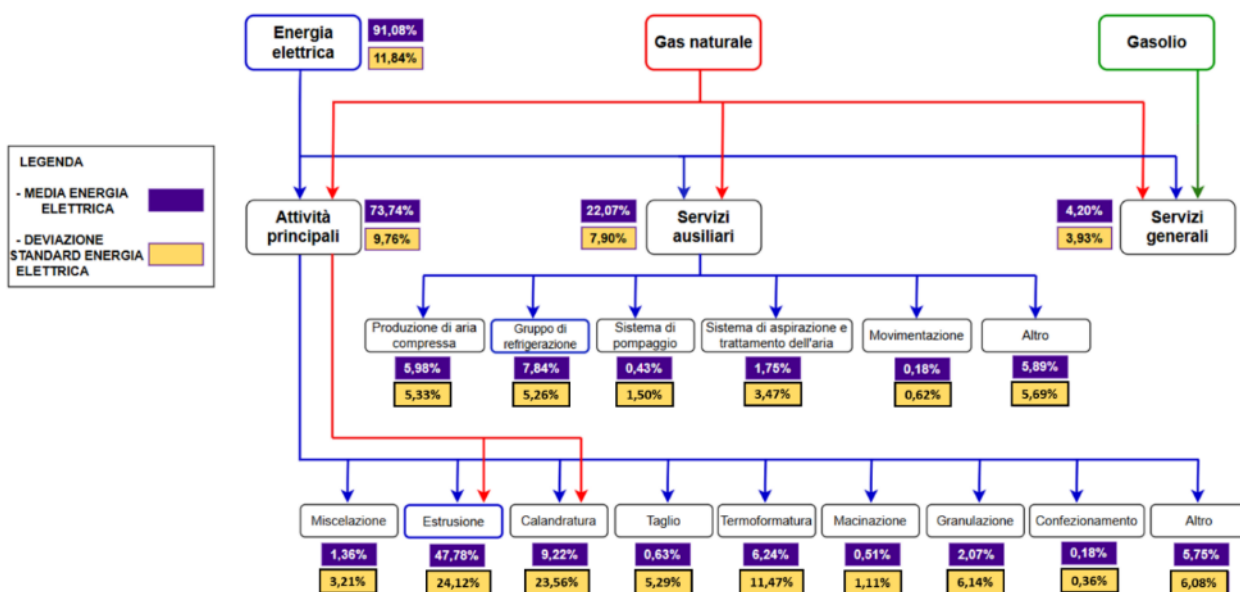 Energia
elettrica
91,08%
11,84%
Gas naturale
Gasolio
LEGENDA
- MEDIA ENERGIA
ELETTRICA
- DEVIAZIONE
STANDARD ENERGIA
ELETTRICA
Attività
principali
73,74%
9,76%
22,07%
7,90%
Servizi
ausiliari
4,20%
3,93%
Servizi
generali
Produzione di aria
compressa
Gruppo di
refrigerazione
Sistema di
pompaggio
Sistema di aspirazione e
trattamento dell'aria
Movimentazione
Altro
5,98%
7,84%
0,43%
1,75%
0,18%
5,89%
5,33%
5,26%
1,50%
3,47%
0,62%
5,69%
Miscelazione
Estrusione
Calandratura
Taglio
Termoformatura
Macinazione
Granulazione
Confezionamento
Altro
1,36%
47,78%
9,22%
0,63%
6,24%
0,51%
2,07%
0,18%
5,75%
3,21%
24,12%
23,56%
5,29%
11,47%
1,11%
6,14%
0,36%
6,08%